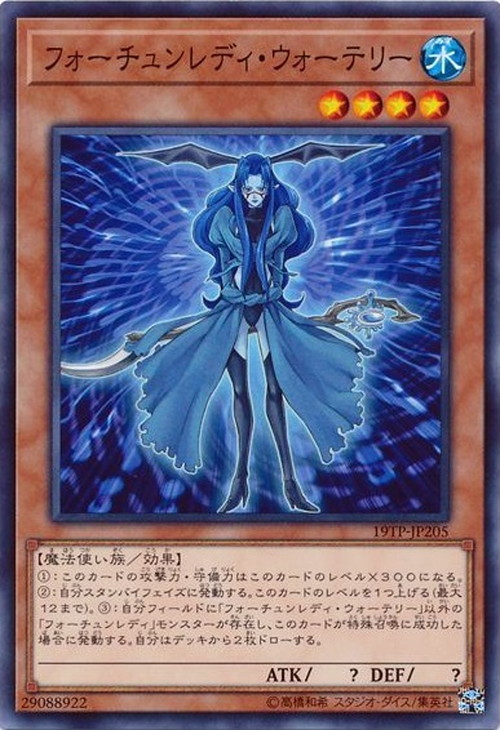 フォーチュンレディ・ウォーテリー
水
19TP-JP205
【魔法使い族／効果】
①：このカードの攻撃力・守備力はこのカードのレベル×３００になる。
②：自分スタンバイフェイズに発動する。このカードのレベルを１つ上げる（最大
１２まで）。③：自分フィールドに「フォーチュンレディ・ウォーテリー」以外の
「フォーチュンレディ」モンスターが存在し、このカードが特殊召喚に成功した
場合に発動する。自分はデッキから２枚ドローする。
ATK/ ? DEF/ ?
29088922 ©高橋和希 スタジオ・ダイス/集英社